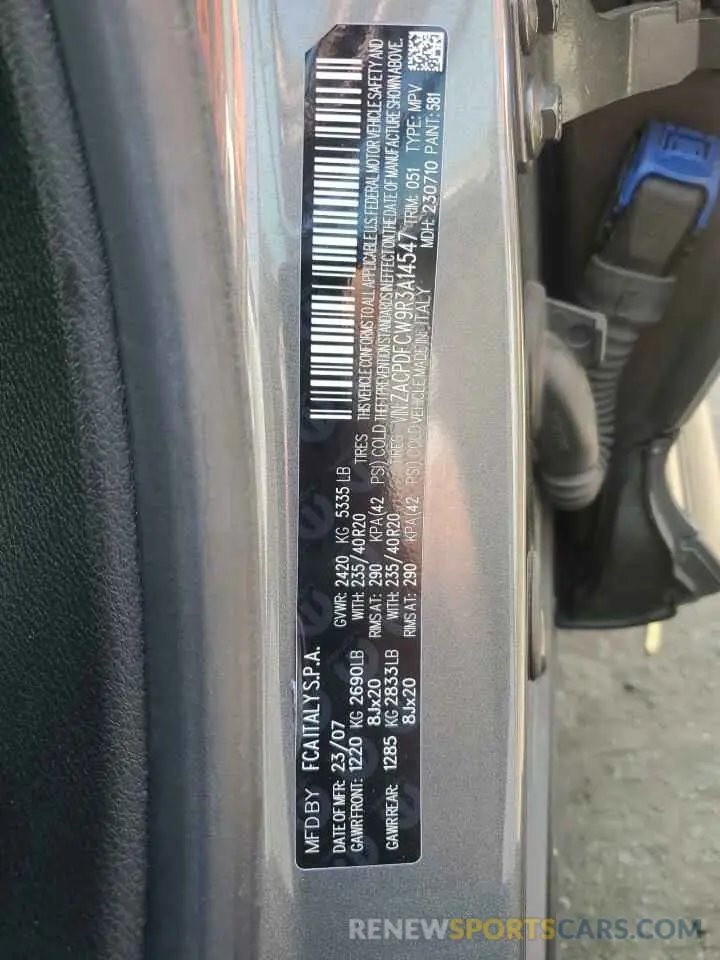 MFD BY FCA ITALY S.P.A.
DATE OF MFR: 23/07 GVWR: 2420 KG 5335 LB
GAWR FRONT: 1220 KG 2690LB WITH: 235/40R20 TIRES
8Jx20 RIMS AT: 290 KPA(42 PSI) COLD
GAWR REAR: 1285 KG 2833LB WITH: 235/40R20 TIRES
8Jx20 RIMS AT: 290 KPA(42 PSI) COLD
THIS VEHICLE CONFORMS TO ALL APPLICABLE U.S. FEDERAL MOTOR VEHICLE SAFETY AND
THEFT PREVENTION STANDARDS IN EFFECT ON THE DATE OF MANUFACTURE SHOWN ABOVE.
VIN: ZACPDFCW9R3A14547 TRIM: 051 TYPE: MPV
VEHICLE MADE IN: ITALY MDH: 230710 PAINT: 581
RENEWSPORTSCARS.COM